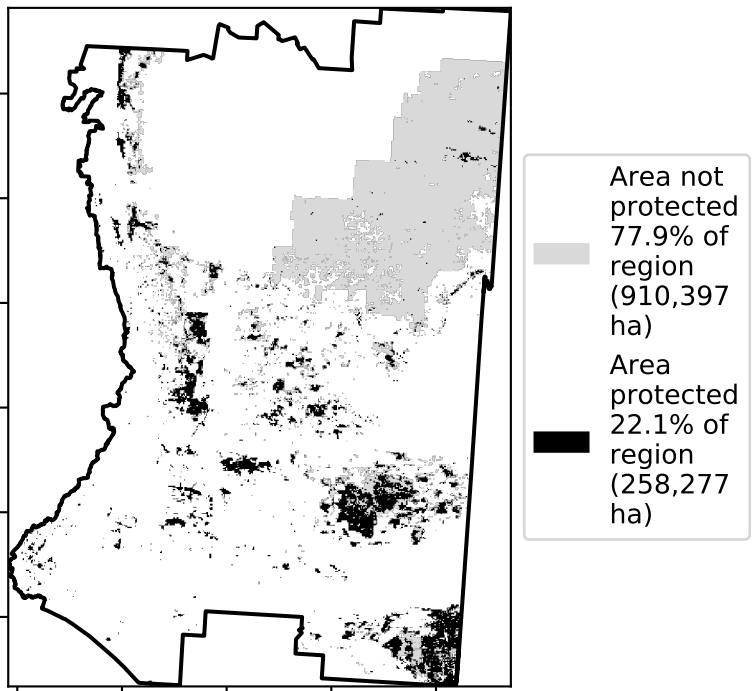 Area not
protected
77.9% of
region
(910,397
ha)
Area
protected
22.1% of
region
(258,277
ha)